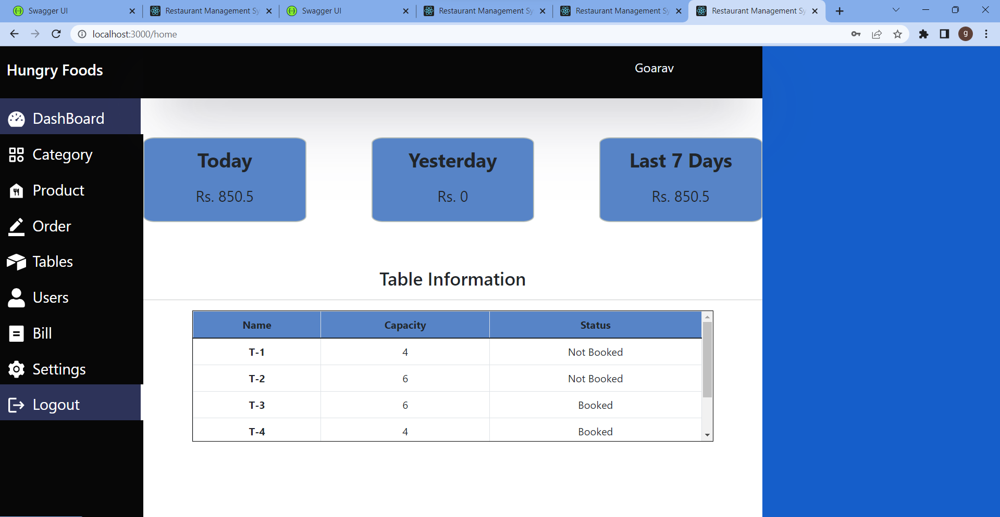 Swagger UI
Restaurant Management Sy
Swagger UI
Restaurant Management Sy
Restaurant Management Sy
Restaurant Management Sy
localhost:3000/home
g
Hungry Foods
Goarav
DashBoard
Category
Product
Order
Tables
Users
Bill
Settings
Logout
Today
Rs. 850.5
Yesterday
Rs. 0
Last 7 Days
Rs. 850.5
Table Information
Name Capacity Status
T-1 4 Not Booked
T-2 6 Not Booked
T-3 6 Booked
T-4 4 Booked